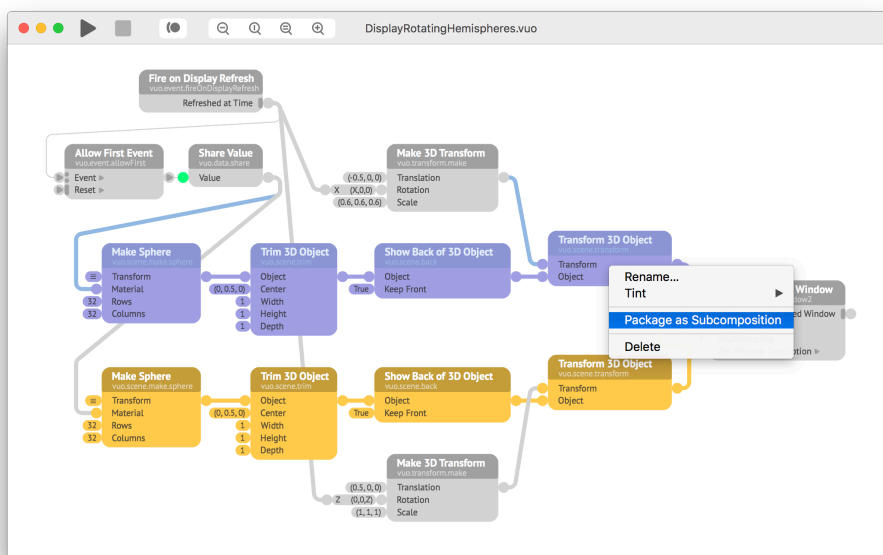 DisplayRotatingHemispheres.vuo
Fire on Display Refresh
vuo.event.fireOnDisplayRefresh
Refreshed at Time
Allow First Event
vuo.event.allowFirst
Event
Reset
Share Value
vuo.data.share
Value
Make 3D Transform
vuo.transform.make
(-0.5, 0, 0) Translation
X (X,0,0) Rotation
(0.6, 0.6, 0.6) Scale
Make Sphere
vuo.scene.make.sphere
Transform
Material
32 Rows
32 Columns
Trim 3D Object
vuo.scene.trim
Object
(0, 0.5, 0) Center
1 Width
1 Height
1 Depth
Show Back of 3D Object
vuo.scene.back
Object
True Keep Front
Transform 3D Object
vuo.scene.transform
Transform
Object
Rename...
Tint
Package as Subcomposition
Delete
Window
dow2
ed Window
ption
Make Sphere
vuo.scene.make.sphere
Transform
Material
32 Rows
32 Columns
Trim 3D Object
vuo.scene.trim
Object
(0, 0.5, 0) Center
1 Width
1 Height
1 Depth
Show Back of 3D Object
vuo.scene.back
Object
True Keep Front
Transform 3D Object
vuo.scene.transform
Transform
Object
Make 3D Transform
vuo.transform.make
(0.5, 0, 0) Translation
Z (0,0,Z) Rotation
(1, 1, 1) Scale